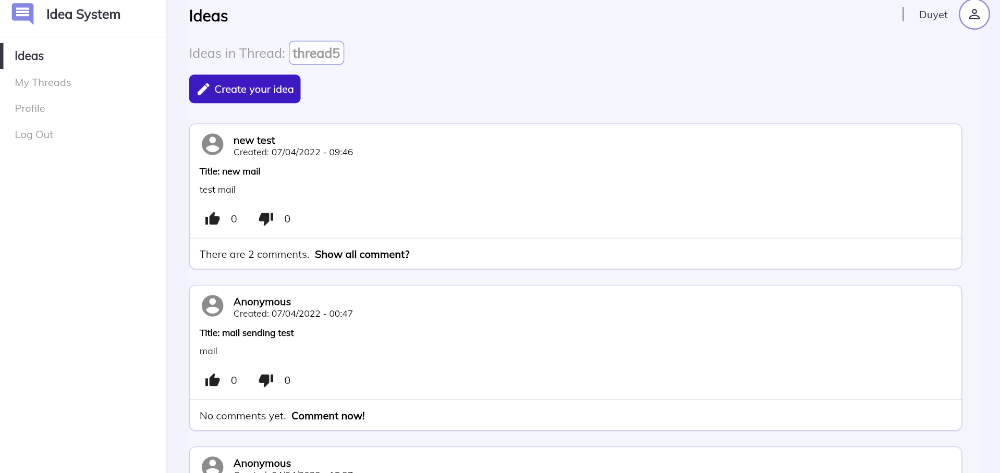 Idea System
Ideas
My Threads
Profile
Log Out
Ideas
Duyet
Ideas in Thread: thread5
Create your idea
new test
Created: 07/04/2022 - 09:46
Title: new mail
test mail
0 0
There are 2 comments. Show all comment?
Anonymous
Created: 07/04/2022 - 00:47
Title: mail sending test
mail
0 0
No comments yet. Comment now!
Anonymous